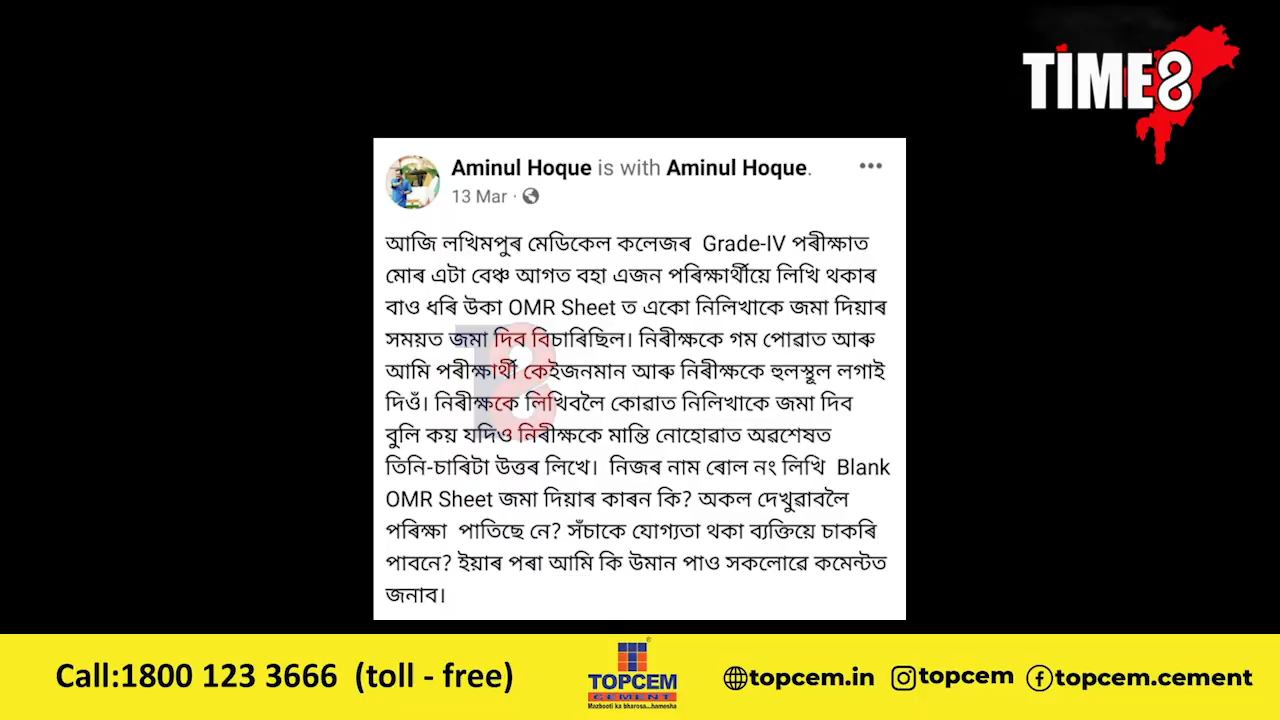 TIME8
Aminul Hoque is with Aminul Hoque.
13 Mar ·
আজি লখিমপুৰ মেডিকেল কলেজৰ Grade-IV পৰীক্ষাত
মোৰ এটা বেঞ্চ আগত বহা এজন পৰিক্ষাৰ্থীয়ে লিখি থকাৰ
বাও ধৰি উকা OMR Sheet ত একো নিলিখাকে জমা দিয়াৰ
সময়ত জমা দিব বিচাৰিছিল। নিৰীক্ষকে গম পোৱাত আৰু
আমি পৰীক্ষাৰ্থী কেইজনমান আৰু নিৰীক্ষকে হুলস্থূল লগাই
দিওঁ। নিৰীক্ষকে লিখিবলৈ কোৱাত নিলিখাকে জমা দিব
বুলি কয় যদিও নিৰীক্ষকে মান্তি নোহোৱাত অৱশেষত
তিনি-চাৰিটা উত্তৰ লিখে। নিজৰ নাম ৰোল নং লিখি Blank
OMR Sheet জমা দিয়াৰ কাৰন কি? অকল দেখুৱাবলৈ
পৰিক্ষা পাতিছে নে? সঁচাকে যোগ্যতা থকা ব্যক্তিয়ে চাকৰি
পাবনে? ইয়াৰ পৰা আমি কি উমান পাও সকলোৱে কমেন্টত
জনাব।
T8
Call:1800 123 3666 (toll - free)
TOPCEM
CEMENT
Mazbooti ka bharosa...hamesha
topcem.in
topcem
topcem.cement